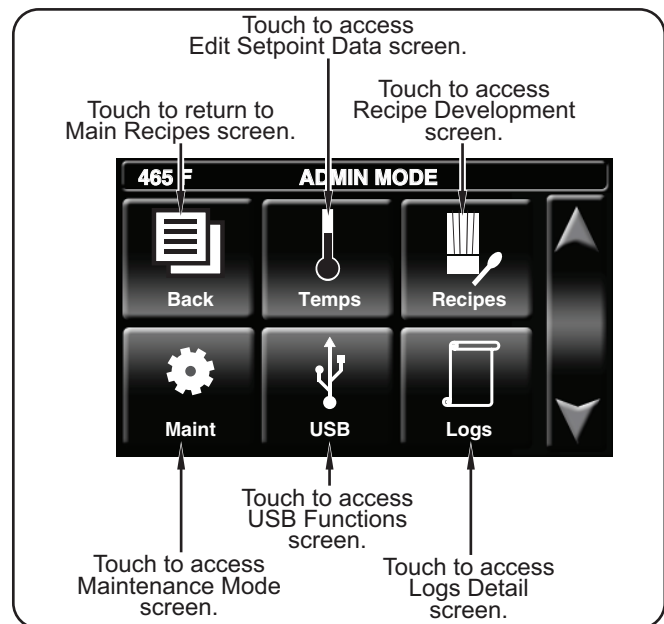 Touch to access
Edit Setpoint Data screen.
Touch to access
Recipe Development
screen.
Touch to return to
Main Recipes screen.
465 F ADMIN MODE
Back Temps Recipes
Maint USB Logs
Touch to access
USB Functions
screen.
Touch to access
Maintenance Mode
screen.
Touch to access
Logs Detail
screen.